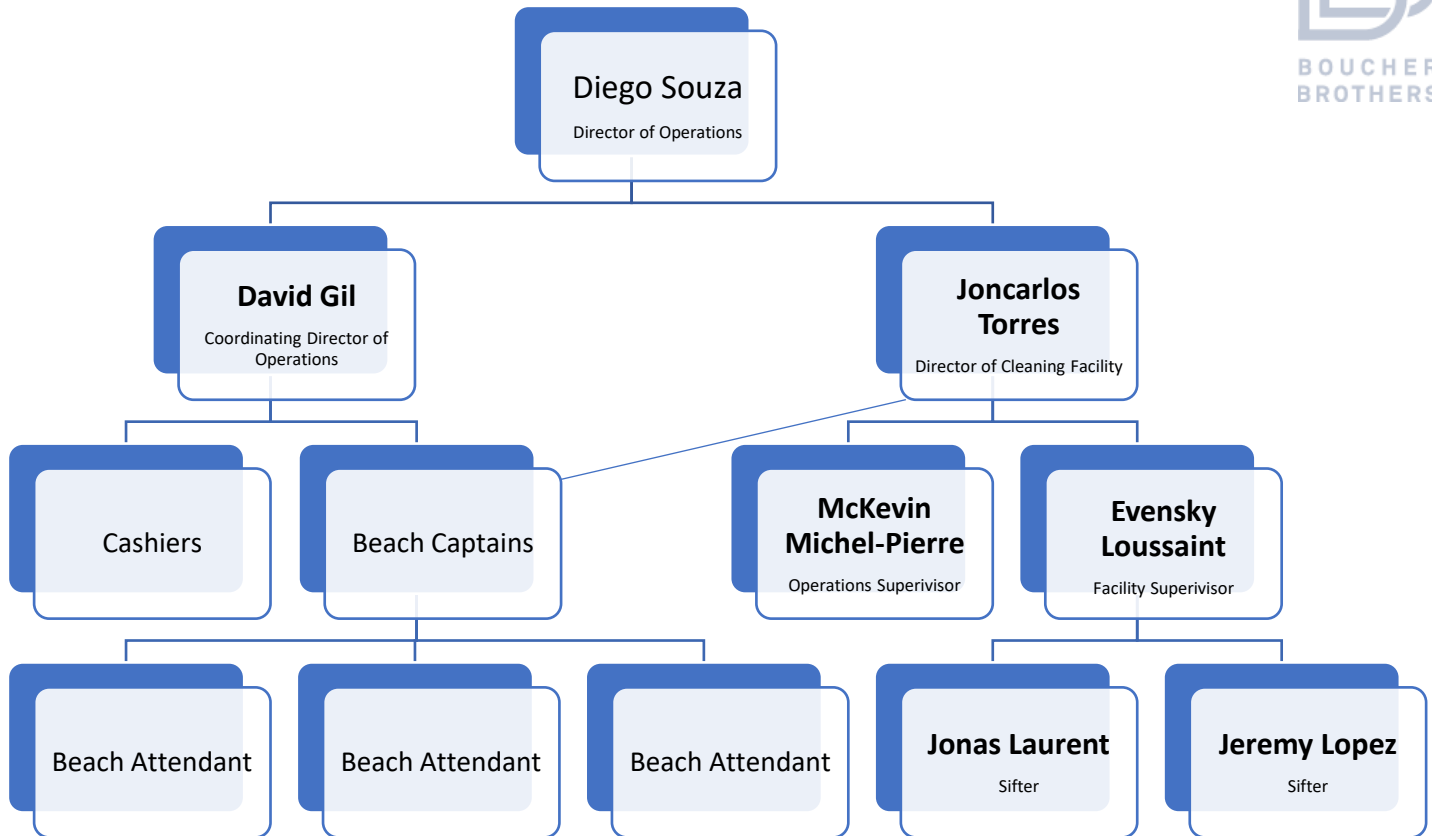 BOUCHER
BROTHERS
Diego Souza
Director of Operations
David Gil
Coordinating Director of
Operations
Joncarlos
Torres
Director of Cleaning Facility
Cashiers
Beach Captains
McKevin
Michel-Pierre
Operations Superivisor
Evensky
Loussaint
Facility Superivisor
Beach Attendant
Beach Attendant
Beach Attendant
Jonas Laurent
Sifter
Jeremy Lopez
Sifter